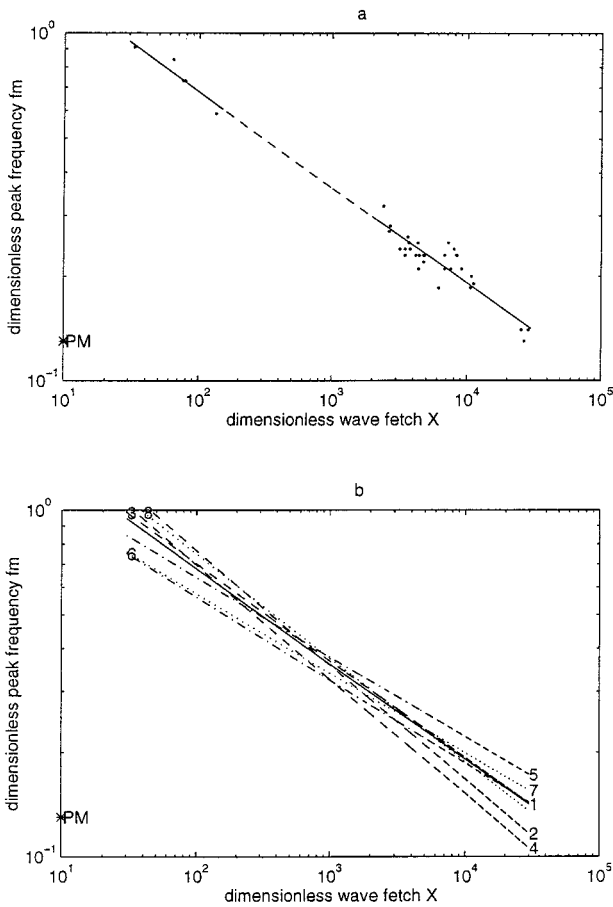 a
10^0
dimensionless peak frequency fm
PM
10^-1
10^1 10^2 10^3 10^4 10^5
dimensionless wave fetch X
b
10^0
3 8
6
dimensionless peak frequency fm
5
7
1
2
4
PM
10^-1
10^1 10^2 10^3 10^4 10^5
dimensionless wave fetch X